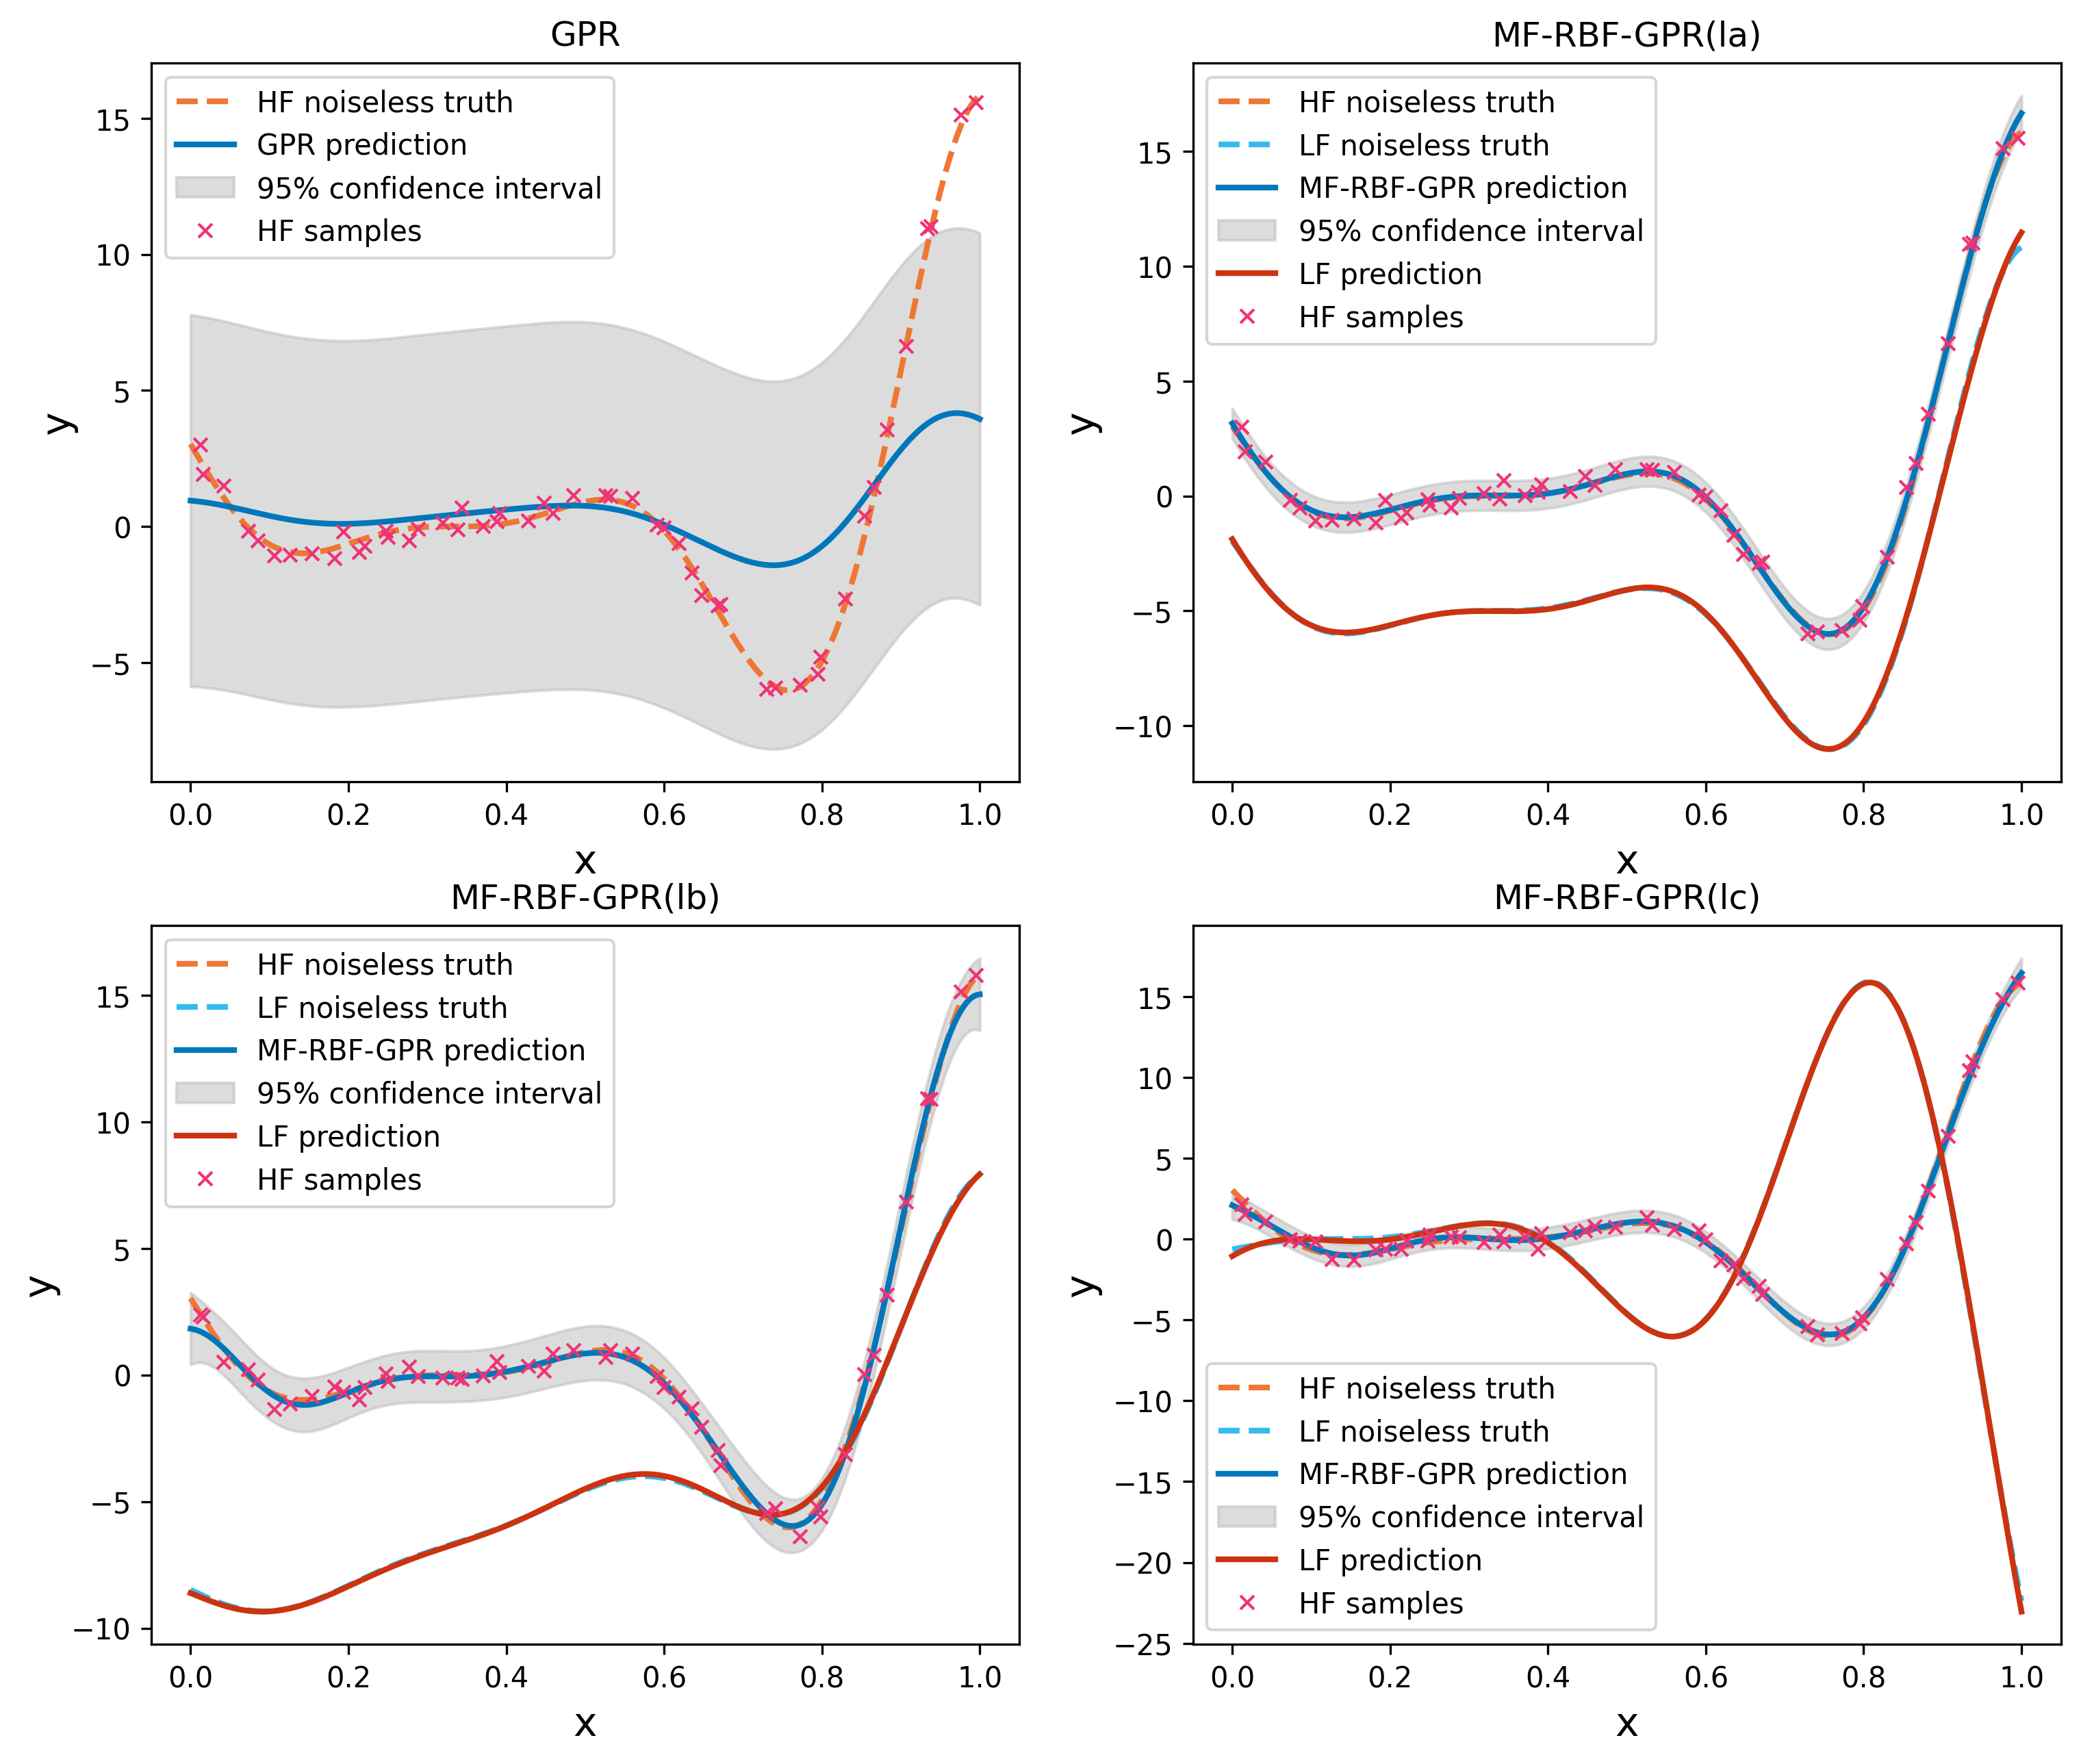 GPR
HF noiseless truth
GPR prediction
95% confidence interval
HF samples
15
10
5
0
−5
y
0.0 0.2 0.4 0.6 0.8 1.0
x
MF-RBF-GPR(la)
HF noiseless truth
LF noiseless truth
MF-RBF-GPR prediction
95% confidence interval
LF prediction
HF samples
15
10
5
0
−5
−10
y
0.0 0.2 0.4 0.6 0.8 1.0
x
MF-RBF-GPR(lb)
HF noiseless truth
LF noiseless truth
MF-RBF-GPR prediction
95% confidence interval
LF prediction
HF samples
15
10
5
0
−5
−10
y
0.0 0.2 0.4 0.6 0.8 1.0
x
MF-RBF-GPR(lc)
15
10
5
0
−5
−10
−15
−20
−25
y
HF noiseless truth
LF noiseless truth
MF-RBF-GPR prediction
95% confidence interval
LF prediction
HF samples
0.0 0.2 0.4 0.6 0.8 1.0
x